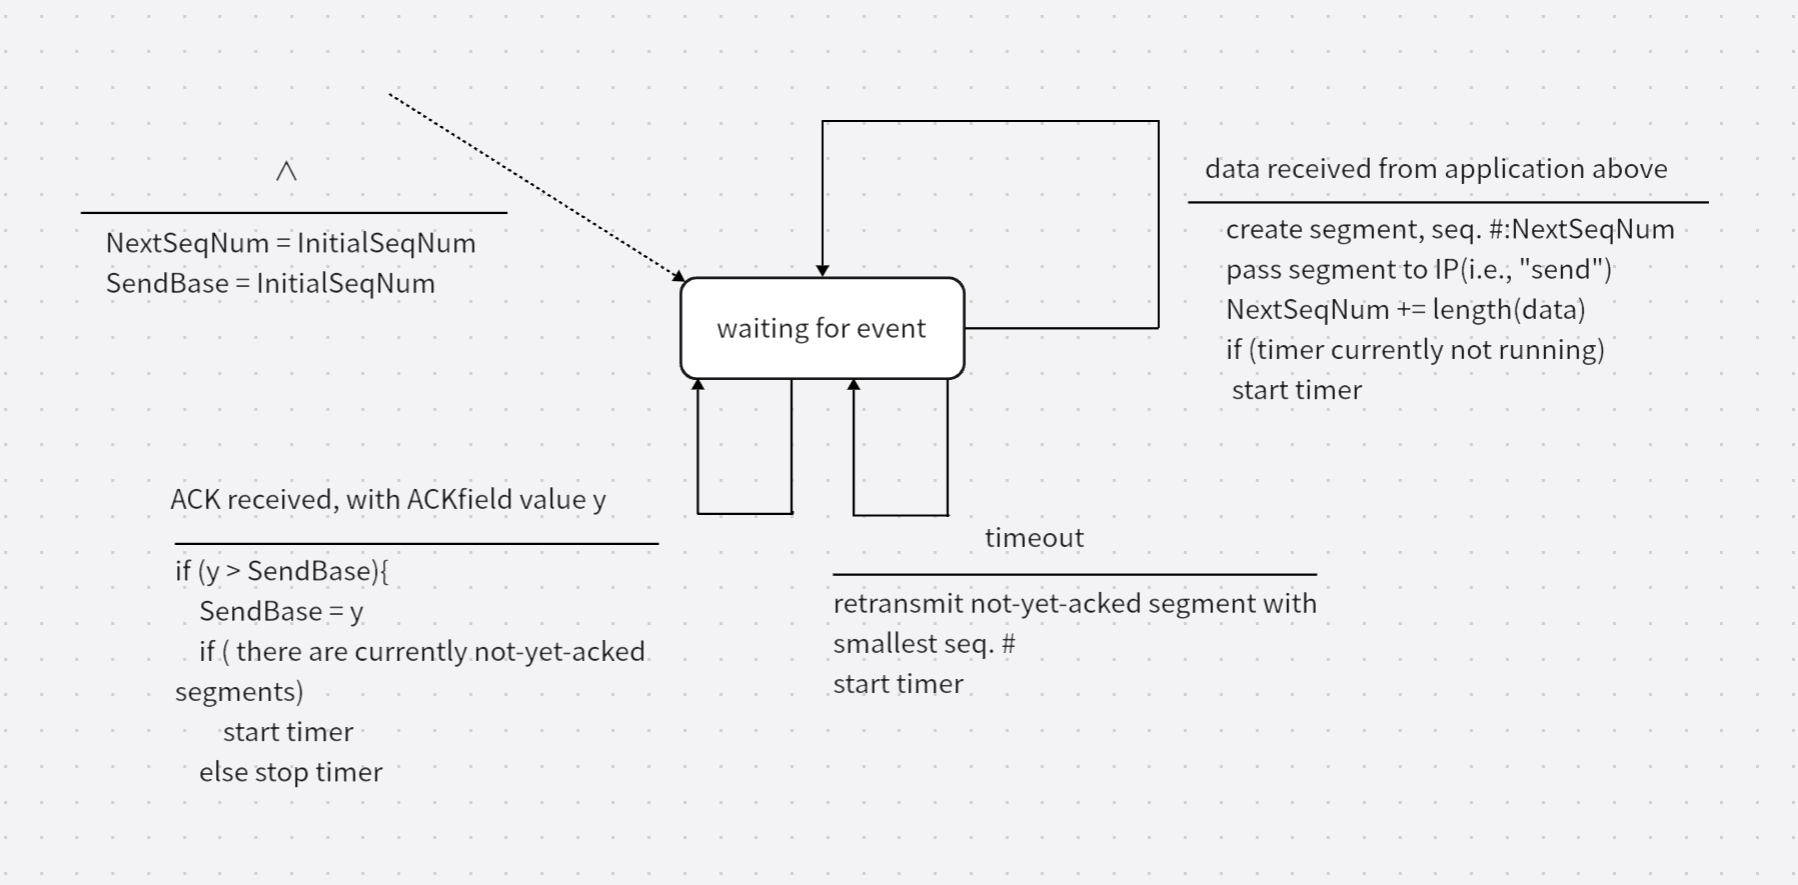 ∧
NextSeqNum = InitialSeqNum
SendBase = InitialSeqNum
data received from application above
create segment, seq. #:NextSeqNum
pass segment to IP(i.e., "send")
NextSeqNum += length(data)
if (timer currently not running)
start timer
waiting for event
ACK received, with ACKfield value y
if (y > SendBase){
SendBase = y
if ( there are currently not-yet-acked
segments)
start timer
else stop timer
timeout
retransmit not-yet-acked segment with
smallest seq. #
start timer